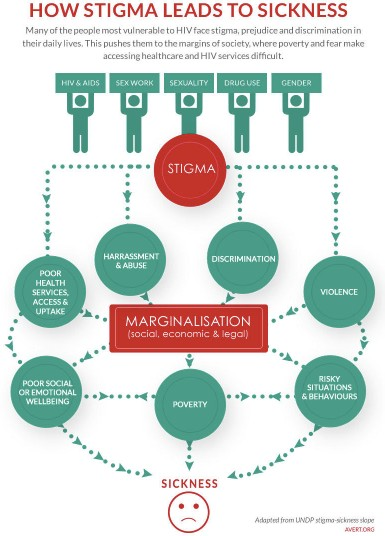 HOW STIGMA LEADS TO SICKNESS
Many of the people most vulnerable to HIV face stigma, prejudice and discrimination in
their daily lives. This pushes them to the margins of society, where poverty and fear make
accessing healthcare and HIV services difficult.
HIV & AIDS
SEX WORK
SEXUALITY
DRUG USE
GENDER
STIGMA
HARRASSMENT
& ABUSE
DISCRIMINATION
POOR
HEALTH
SERVICES,
ACCESS &
UPTAKE
VIOLENCE
MARGINALISATION
(social, economic & legal)
POOR SOCIAL
OR EMOTIONAL
WELLBEING
POVERTY
RISKY
SITUATIONS
& BEHAVIOURS
SICKNESS
Adapted from UNDP stigma-sickness slope
AVERT.ORG